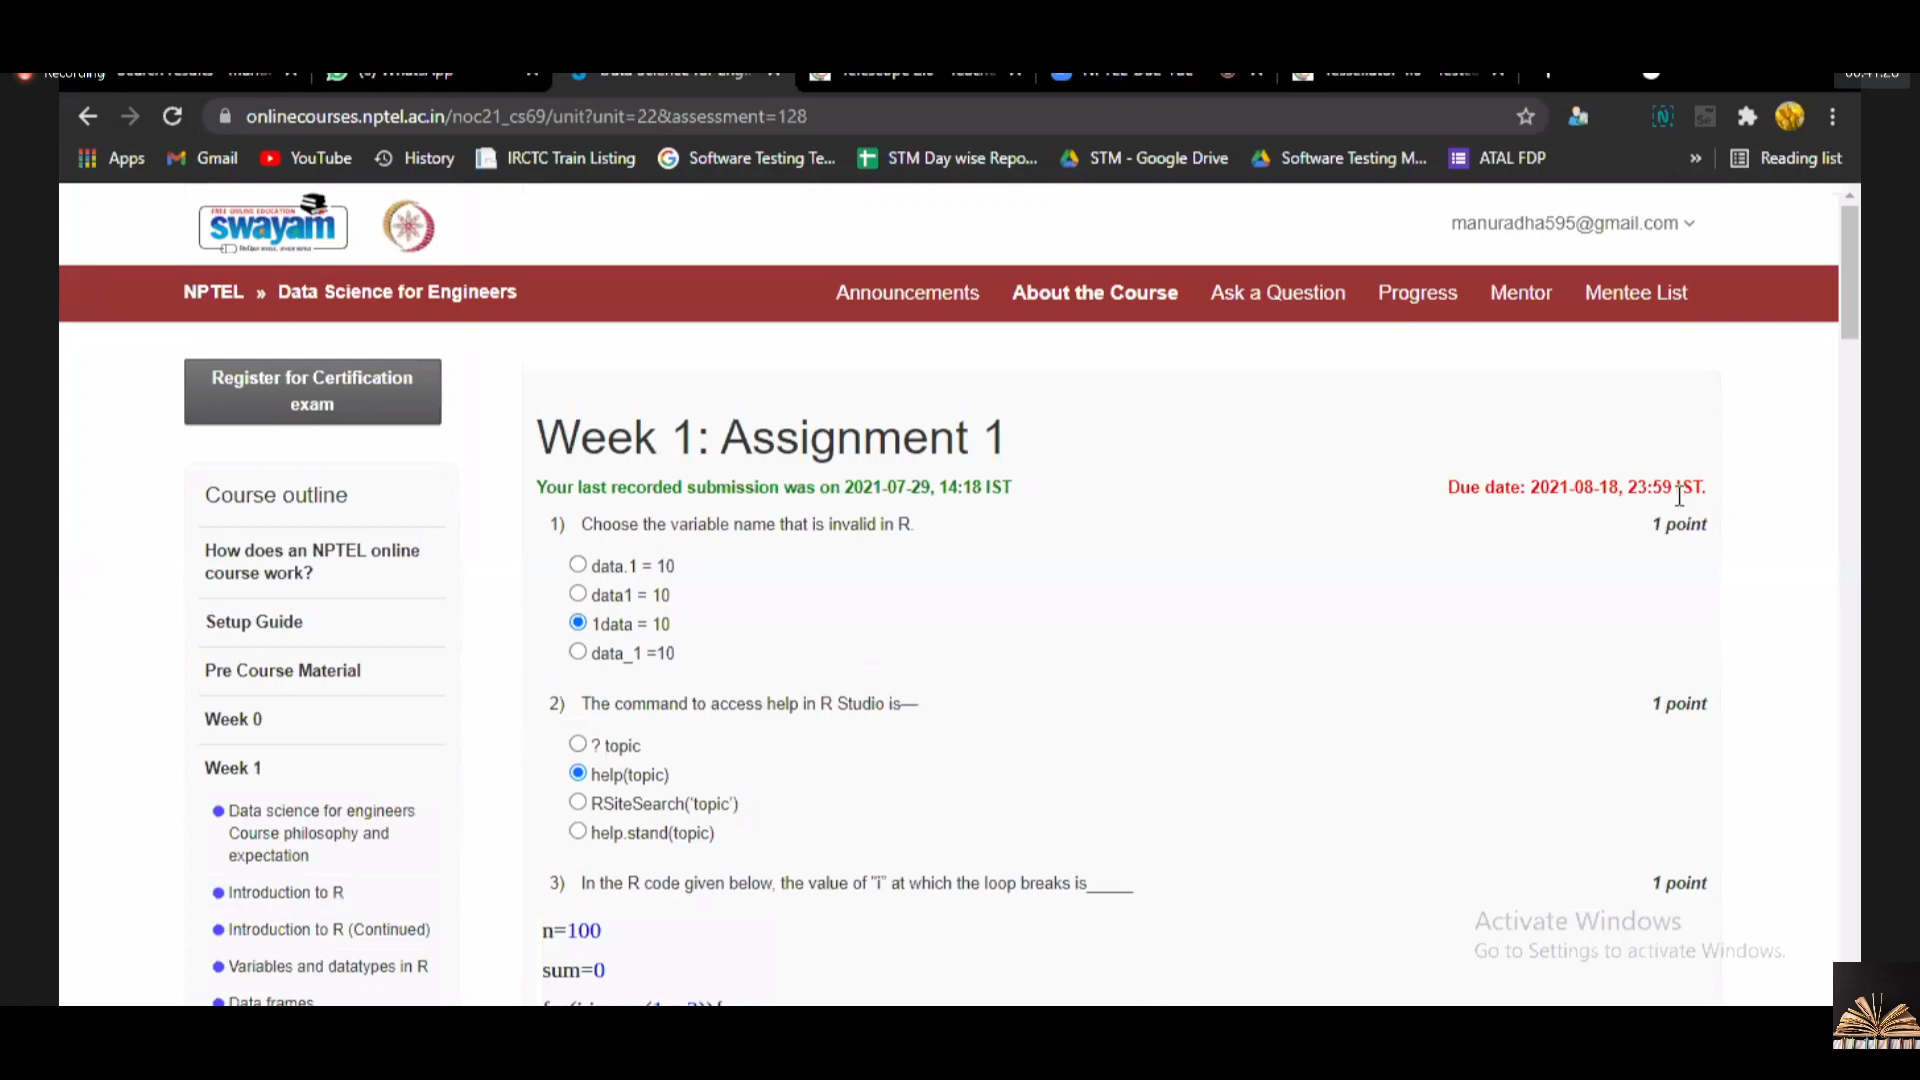 Recording
onlinecourses.nptel.ac.in/noc21_cs69/unit?unit=22&assessment=128
Apps Gmail YouTube History IRCTC Train Listing Software Testing Te... STM Day wise Repo... STM - Google Drive Software Testing M... ATAL FDP » Reading list
FREE ONLINE EDUCATION
swayam
manuradha595@gmail.com
NPTEL » Data Science for Engineers
Announcements About the Course Ask a Question Progress Mentor Mentee List
Register for Certification
exam
Course outline
How does an NPTEL online
course work?
Setup Guide
Pre Course Material
Week 0
Week 1
Data science for engineers
Course philosophy and
expectation
Introduction to R
Introduction to R (Continued)
Variables and datatypes in R
Data frames
Week 1: Assignment 1
Your last recorded submission was on 2021-07-29, 14:18 IST
Due date: 2021-08-18, 23:59 IST.
1) Choose the variable name that is invalid in R.
1 point
data.1 = 10
data1 = 10
1data = 10
data_1 =10
2) The command to access help in R Studio is—
1 point
? topic
help(topic)
RSiteSearch('topic')
help.stand(topic)
3) In the R code given below, the value of "i" at which the loop breaks is_____
1 point
n=100
sum=0
Activate Windows
Go to Settings to activate Windows.